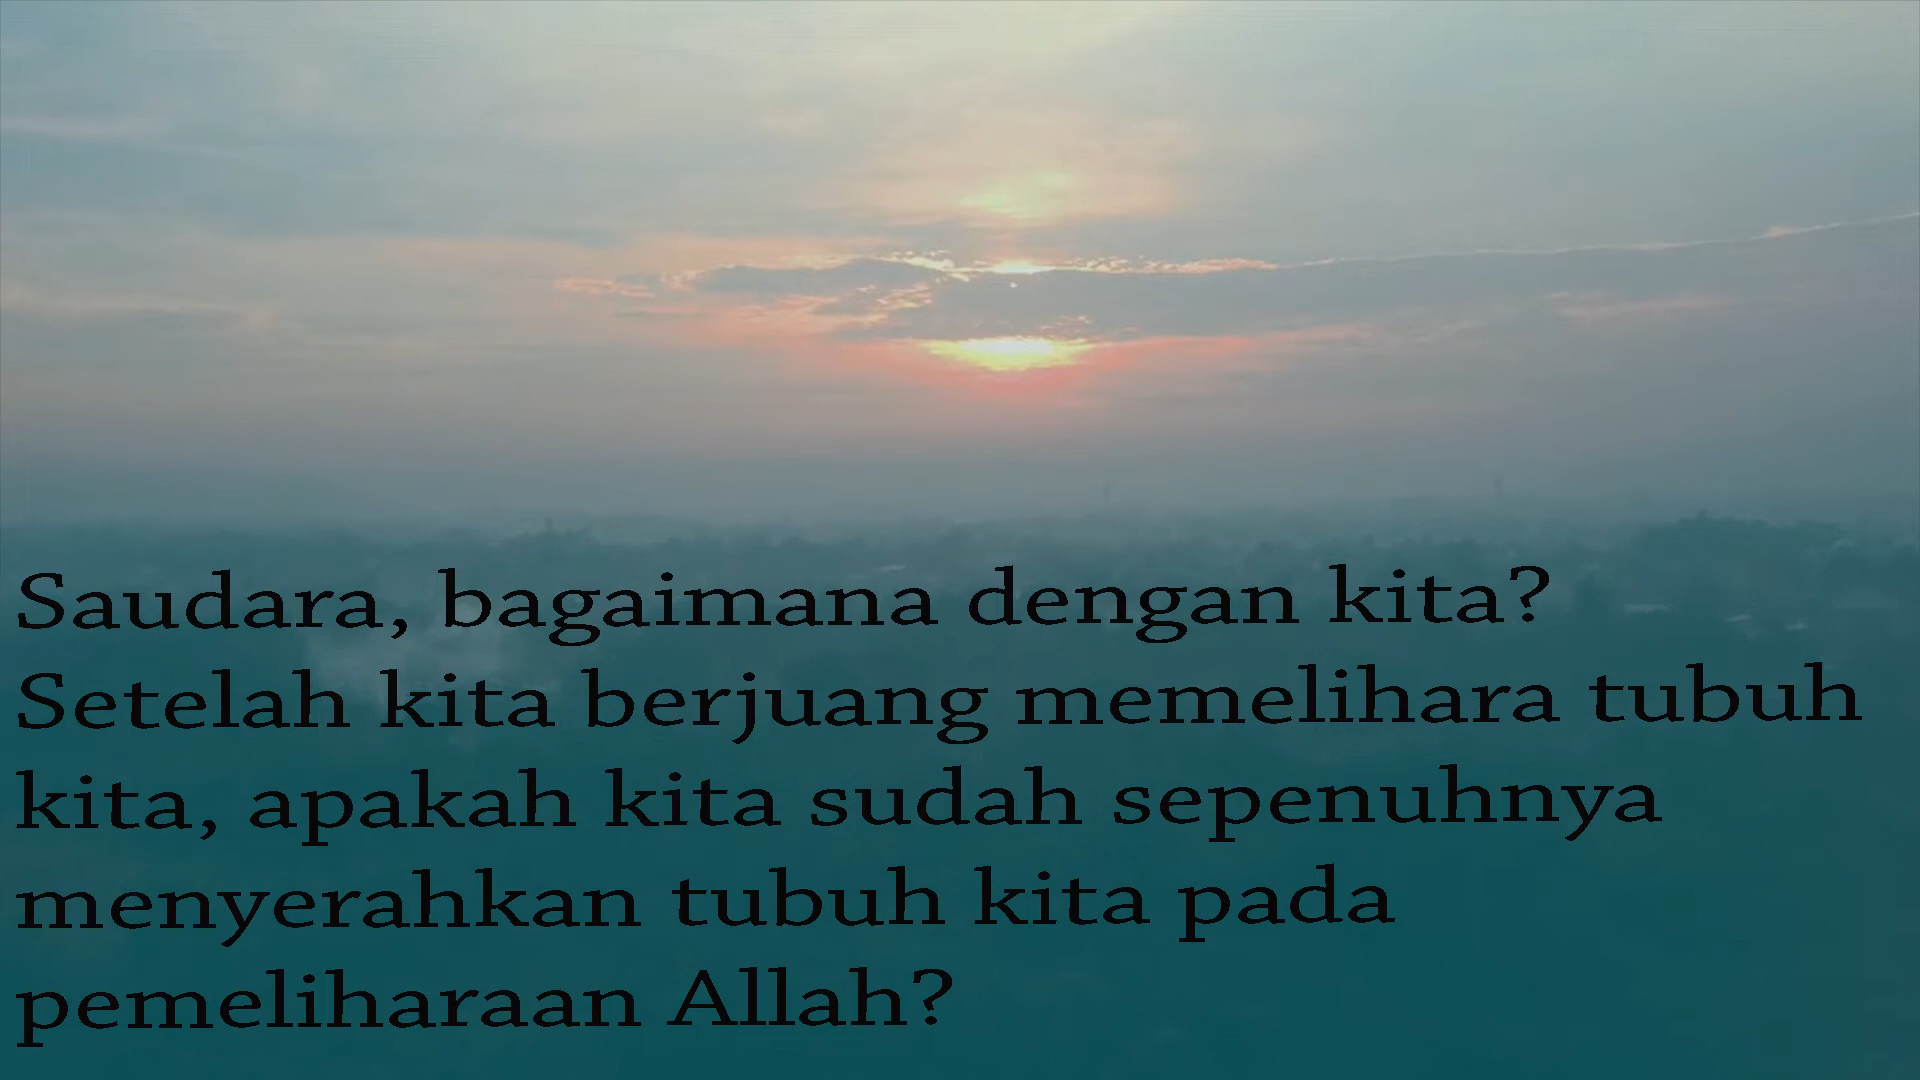 Saudara, bagaimana dengan kita?
Setelah kita berjuang memelihara tubuh
kita, apakah kita sudah sepenuhnya
menyerahkan tubuh kita pada
pemeliharaan Allah?